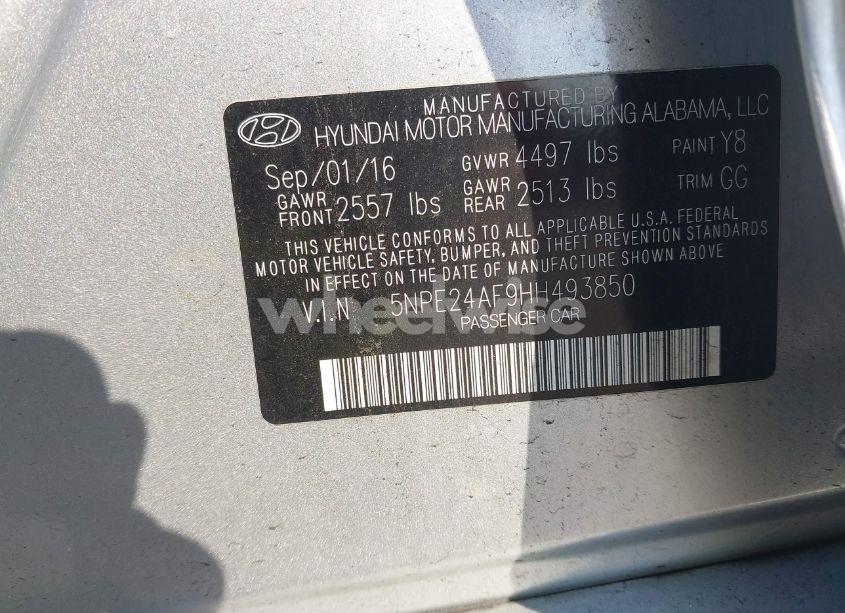 MANUFACTURED BY
HYUNDAI MOTOR MANUFACTURING ALABAMA, LLC
Sep/01/16 GVWR 4497 lbs PAINT Y8
GAWR FRONT 2557 lbs GAWR REAR 2513 lbs TRIM GG
THIS VEHICLE CONFORMS TO ALL APPLICABLE U.S.A. FEDERAL
MOTOR VEHICLE SAFETY, BUMPER, AND THEFT PREVENTION STANDARDS
IN EFFECT ON THE DATE OF MANUFACTURE SHOWN ABOVE.
V.I.N. 5NPE24AF9HH493850
PASSENGER CAR
wheelwise